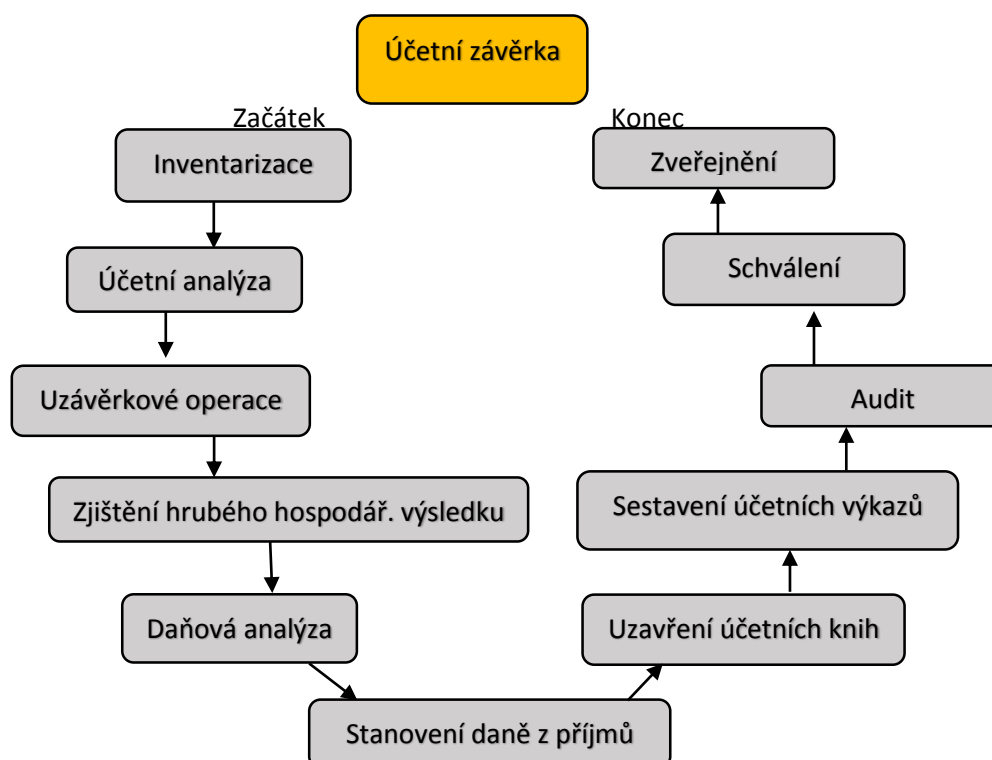 Účetní závěrka
Začátek
Inventarizace
Účetní analýza
Uzávěrkové operace
Zjištění hrubého hospodář. výsledku
Daňová analýza
Stanovení daně z příjmů
Uzavření účetních knih
Sestavení účetních výkazů
Audit
Schválení
Zveřejnění
Konec